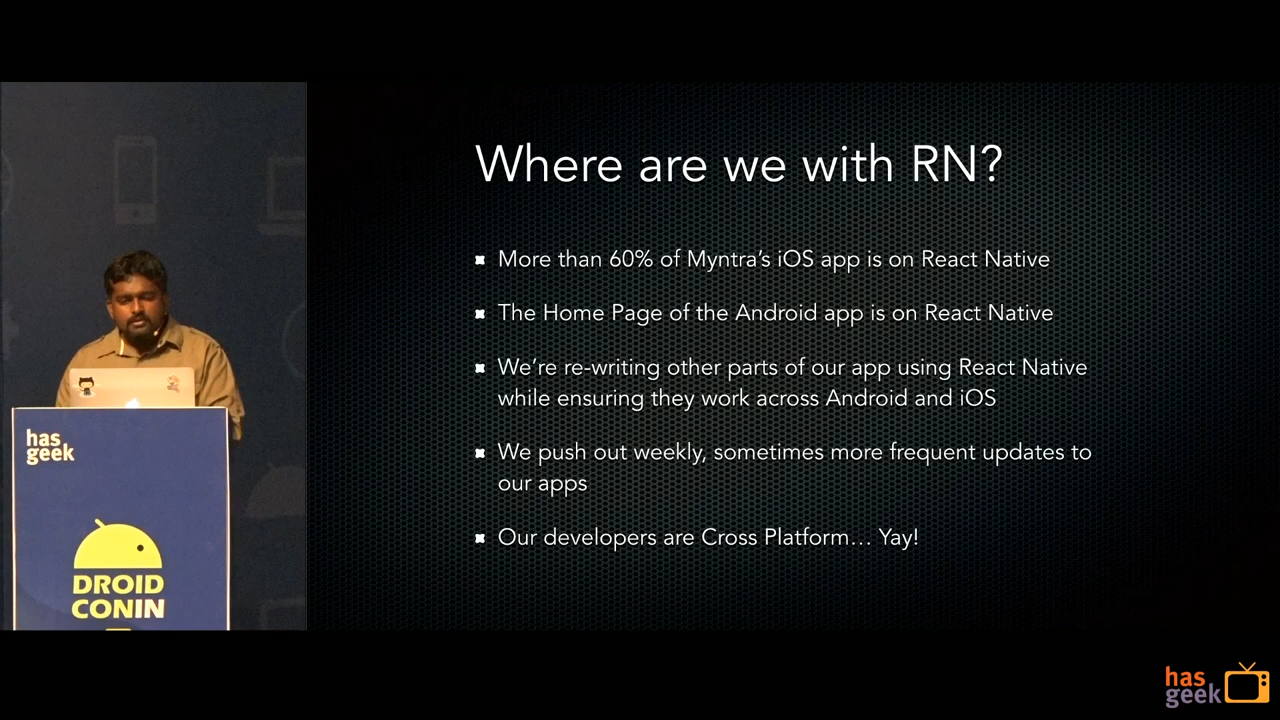 Where are we with RN?
More than 60% of Myntra's iOS app is on React Native
The Home Page of the Android app is on React Native
We're re-writing other parts of our app using React Native
while ensuring they work across Android and iOS
We push out weekly, sometimes more frequent updates to
our apps
Our developers are Cross Platform... Yay!
has
geek
DROID
CONIN
has
geek